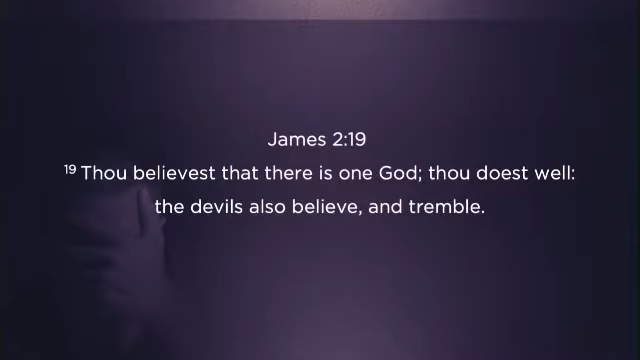 James 2:19
19 Thou believest that there is one God; thou doest well:
the devils also believe, and tremble.